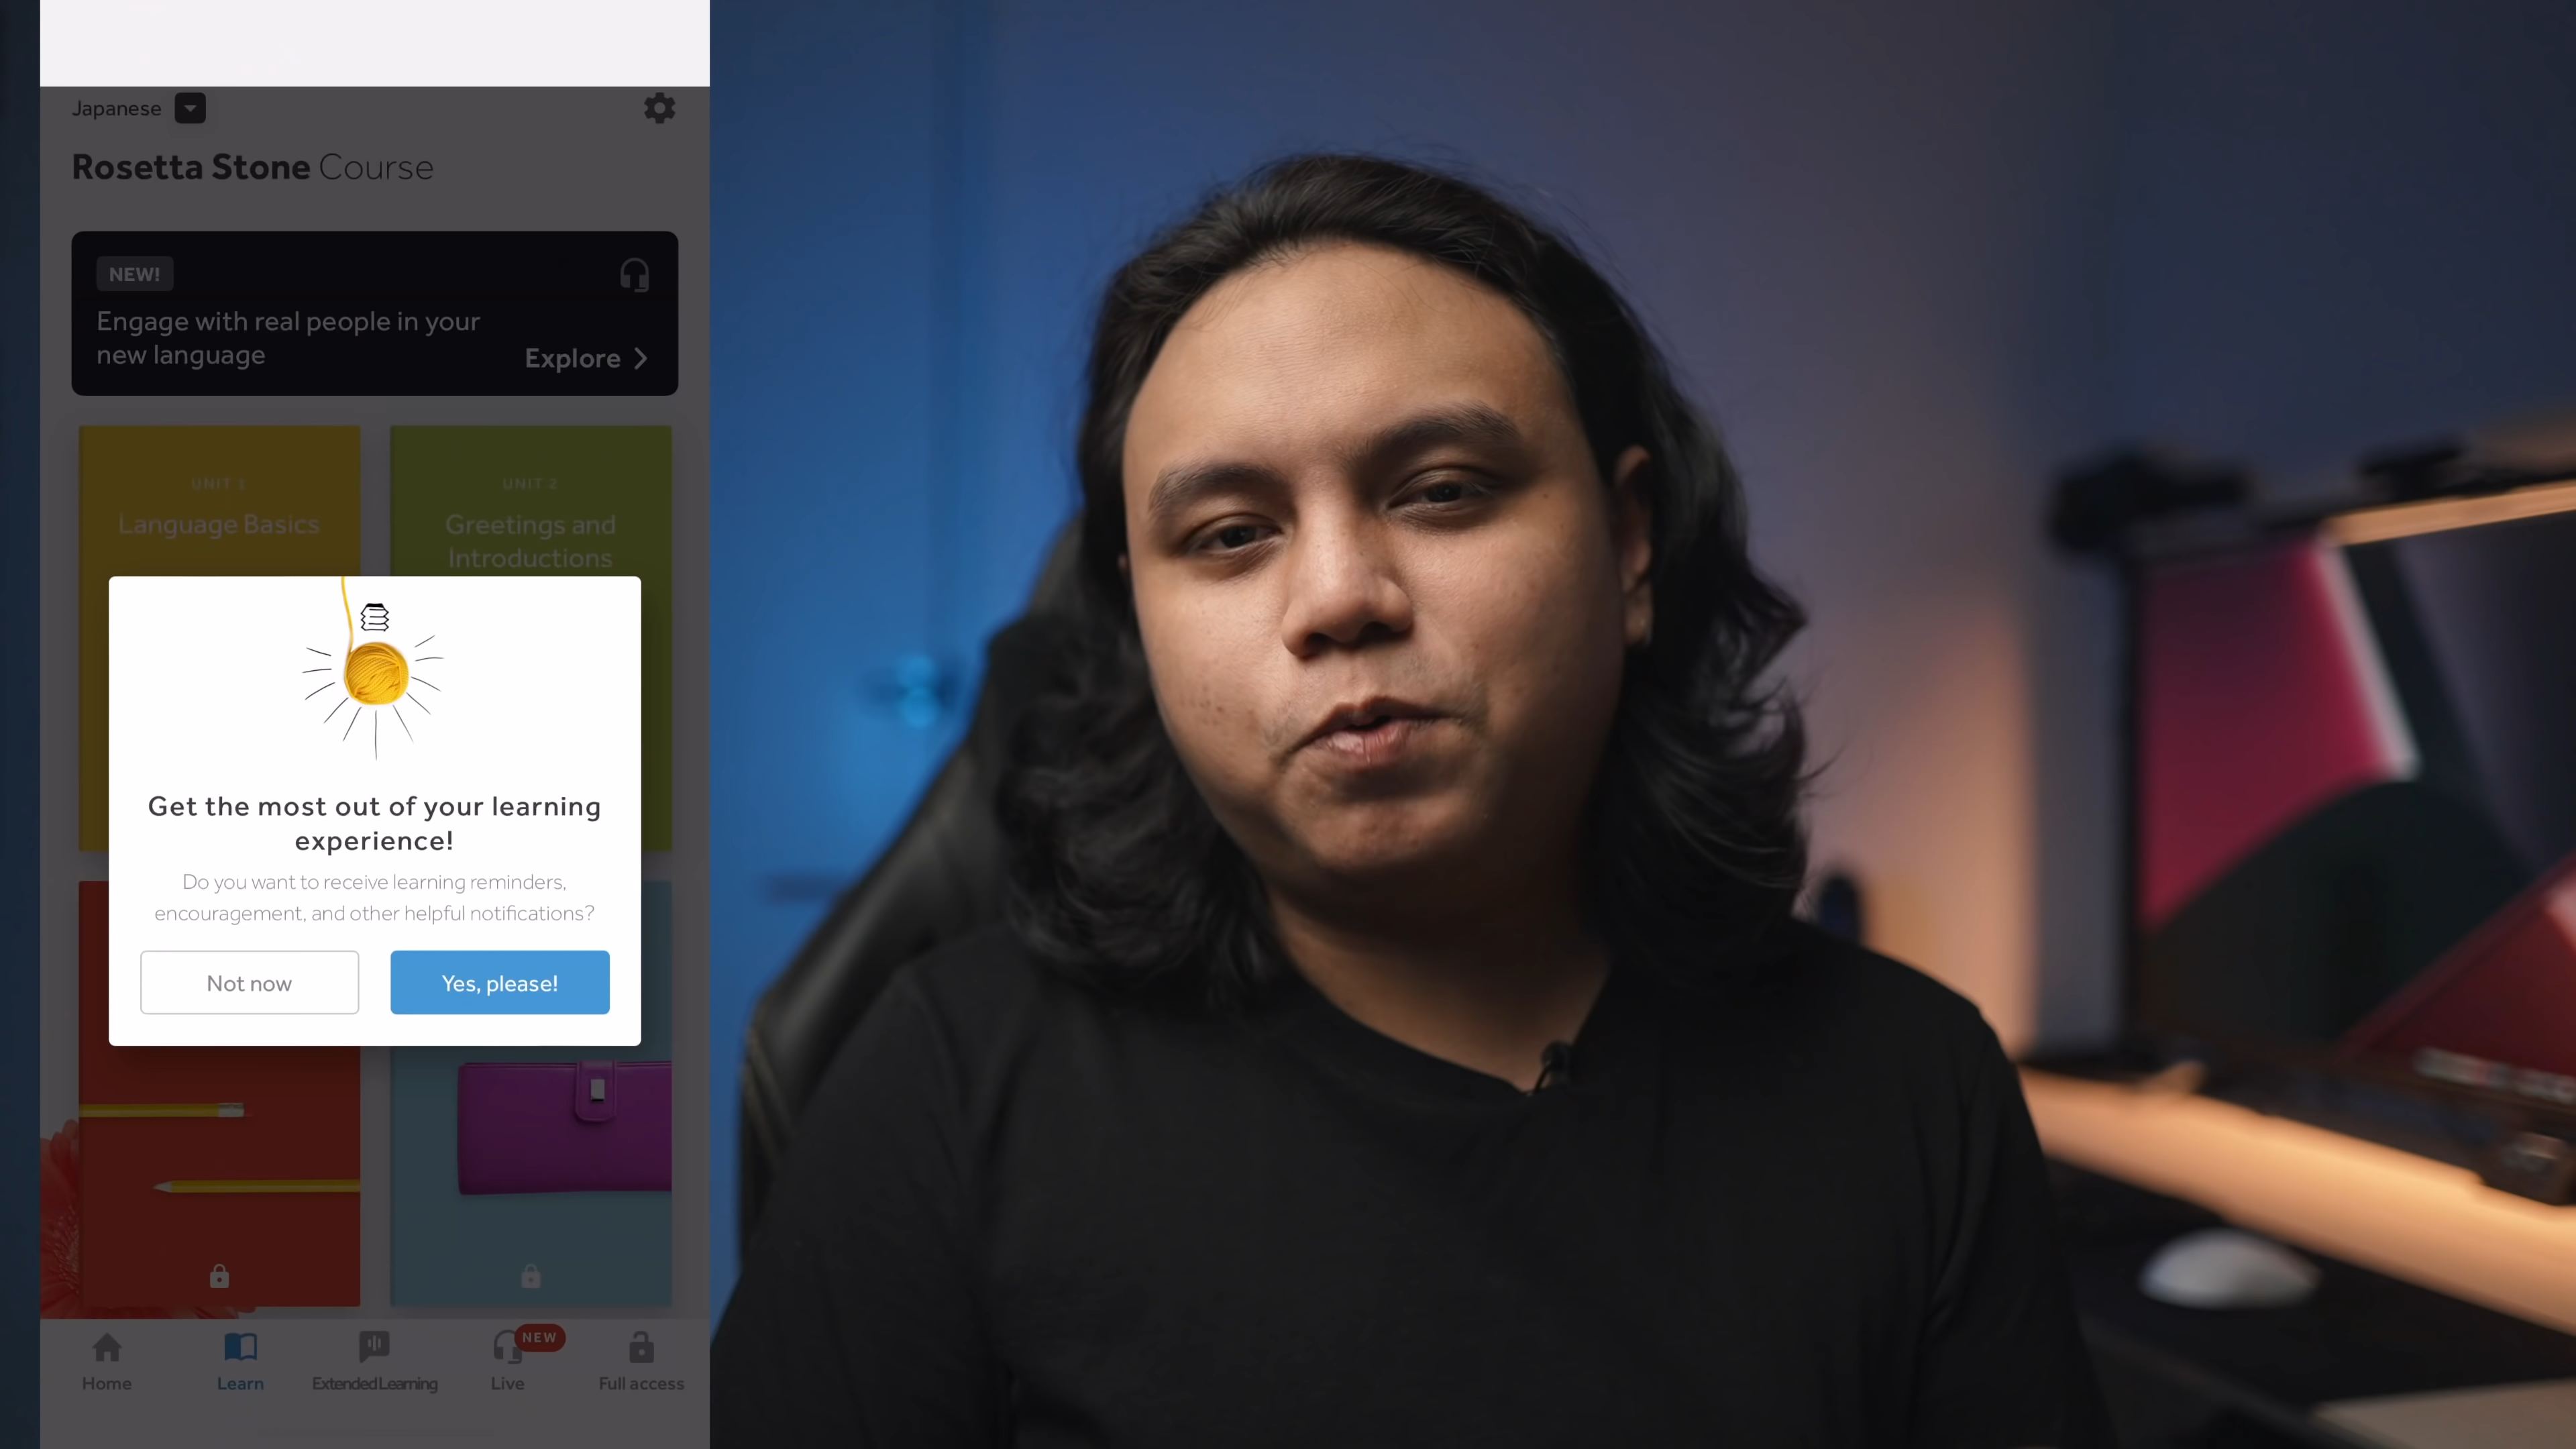 Japanese
Rosetta Stone Course
NEW!
Engage with real people in your
new language
Explore
UNIT 1
Language Basics
UNIT 2
Greetings and
Introductions
Get the most out of your learning
experience!
Do you want to receive learning reminders,
encouragement, and other helpful notifications?
Not now
Yes, please!
NEW
Home
Learn
Extended Learning
Live
Full access